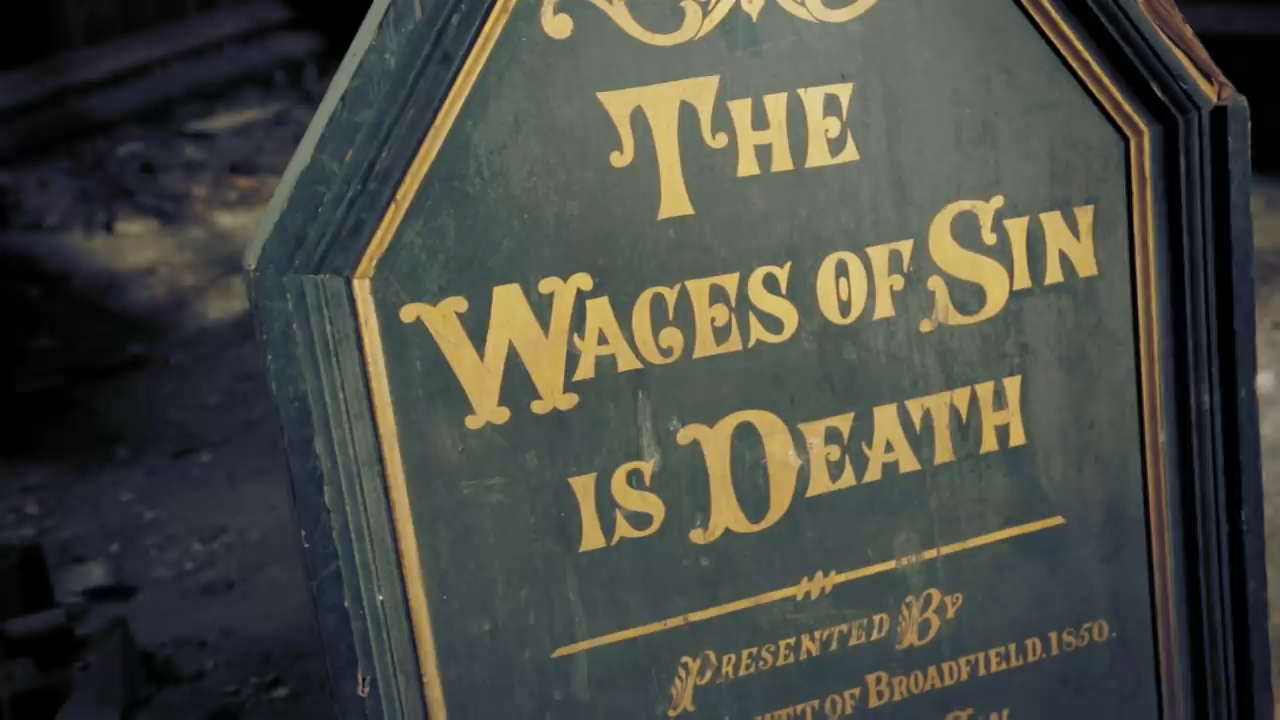 THE
WAGES OF SIN
IS DEATH
PRESENTED BY
OF BROADFIELD. 1850.